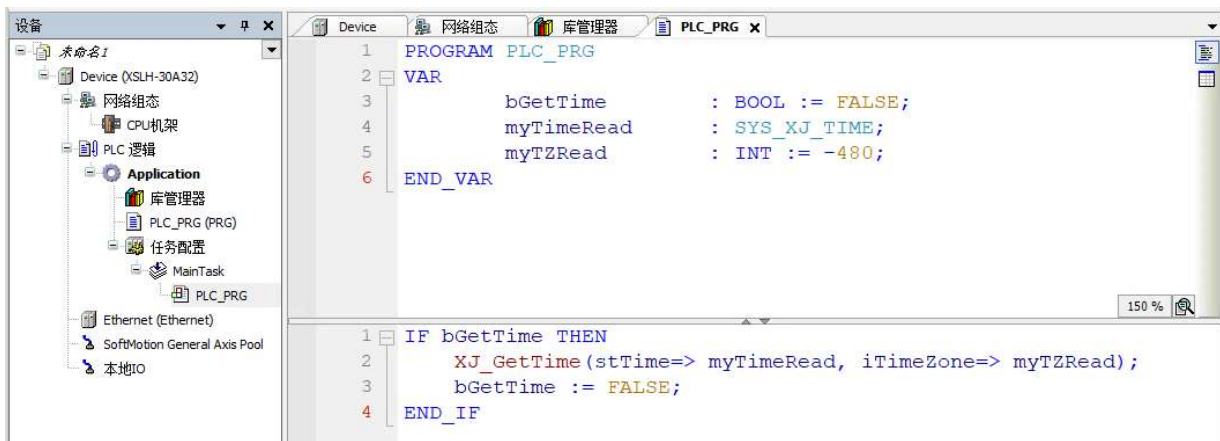 设备
未命名1
Device (XSLH-30A32)
网络组态
CPU机架
PLC 逻辑
Application
库管理器
PLC_PRG (PRG)
任务配置
MainTask
PLC_PRG
Ethernet (Ethernet)
SoftMotion General Axis Pool
本地IO
Device 网络组态 库管理器 PLC_PRG X
1 PROGRAM PLC_PRG
2 VAR
3 bGetTime : BOOL := FALSE;
4 myTimeRead : SYS_XJ_TIME;
5 myTZRead : INT := -480;
6 END_VAR
150 %
1 IF bGetTime THEN
2 XJ_GetTime(stTime=> myTimeRead, iTimeZone=> myTZRead);
3 bGetTime := FALSE;
4 END_IF